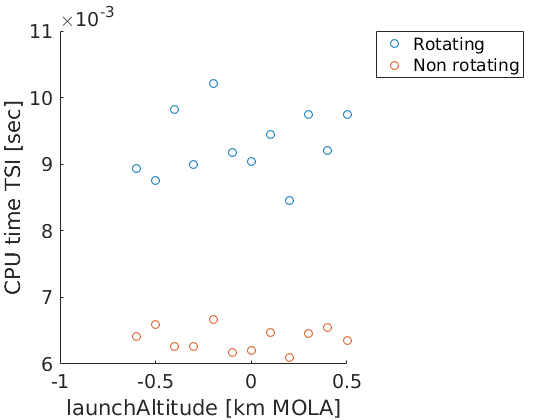 ×10⁻³
11
10
9
8
7
6
-1
-0.5
0
0.5
CPU time TSI [sec]
launchAltitude [km MOLA]
Rotating
Non rotating